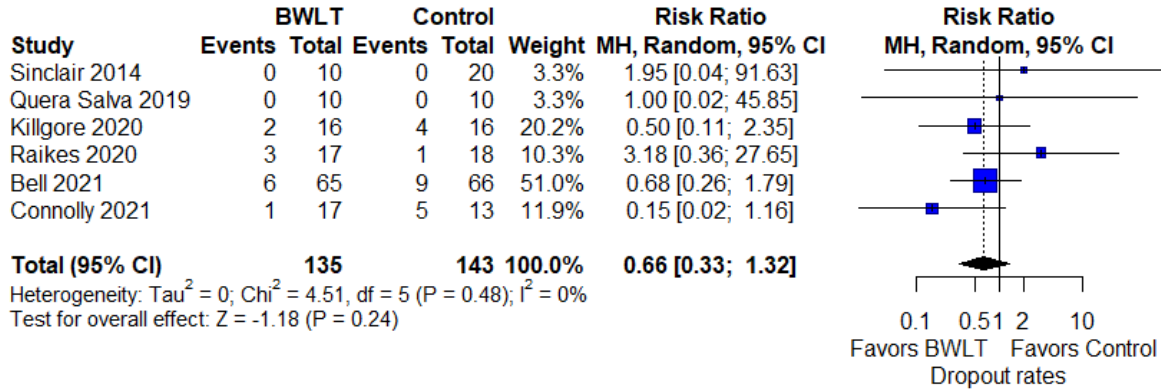 BWLT Control Risk Ratio Risk Ratio
Study Events Total Events Total Weight MH, Random, 95% CI MH, Random, 95% CI
Sinclair 2014 0 10 0 20 3.3% 1.95 [0.04; 91.63]
Quera Salva 2019 0 10 0 10 3.3% 1.00 [0.02; 45.85]
Killgore 2020 2 16 4 16 20.2% 0.50 [0.11; 2.35]
Raikes 2020 3 17 1 18 10.3% 3.18 [0.36; 27.65]
Bell 2021 6 65 9 66 51.0% 0.68 [0.26; 1.79]
Connolly 2021 1 17 5 13 11.9% 0.15 [0.02; 1.16]
Total (95% CI) 135 143 100.0% 0.66 [0.33; 1.32]
Heterogeneity: Tau² = 0; Chi² = 4.51, df = 5 (P = 0.48); I² = 0%
Test for overall effect: Z = -1.18 (P = 0.24)
0.1 0.5 1 2 10
Favors BWLT Favors Control
Dropout rates